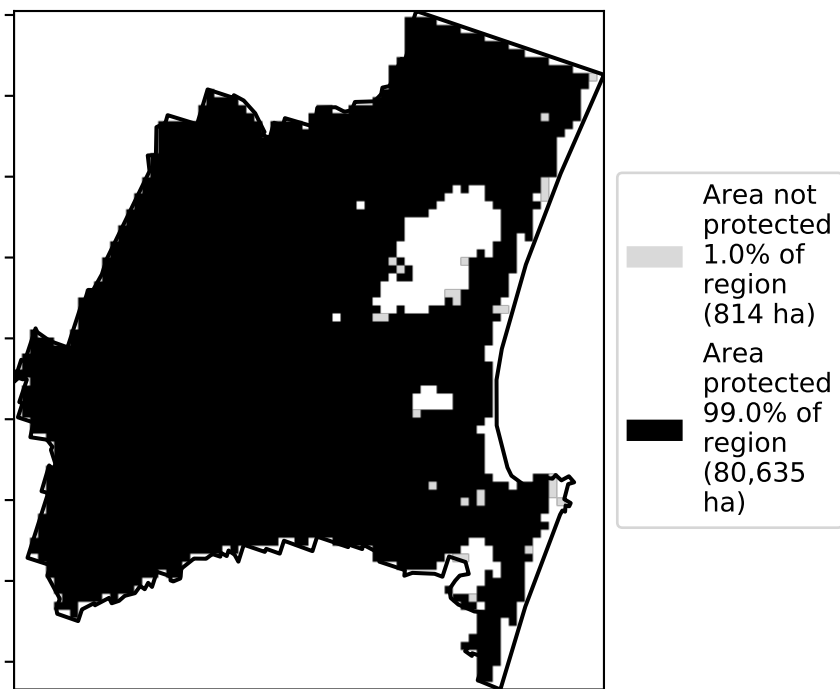 Area not
protected
1.0% of
region
(814 ha)
Area
protected
99.0% of
region
(80,635
ha)